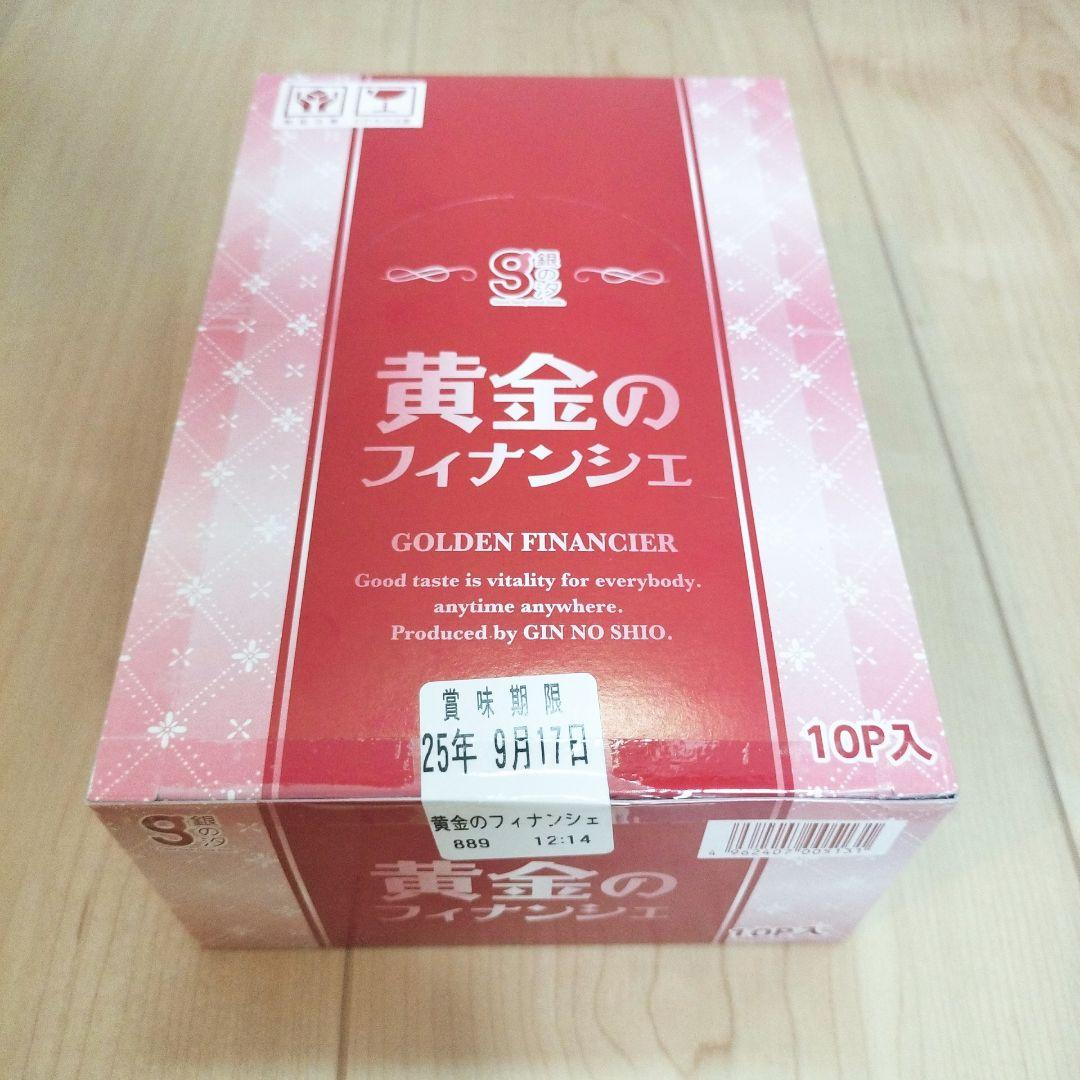 g 銀の汐
黄金の
フィナンシェ
GOLDEN FINANCIER
Good taste is vitality for everybody.
anytime anywhere.
Produced by GIN NO SHIO.
賞味期限
25年 9月17日
10P入
黄金のフィナンシェ
889 12:14
g 銀の汐
黄金の
フィナンシェ
10P入